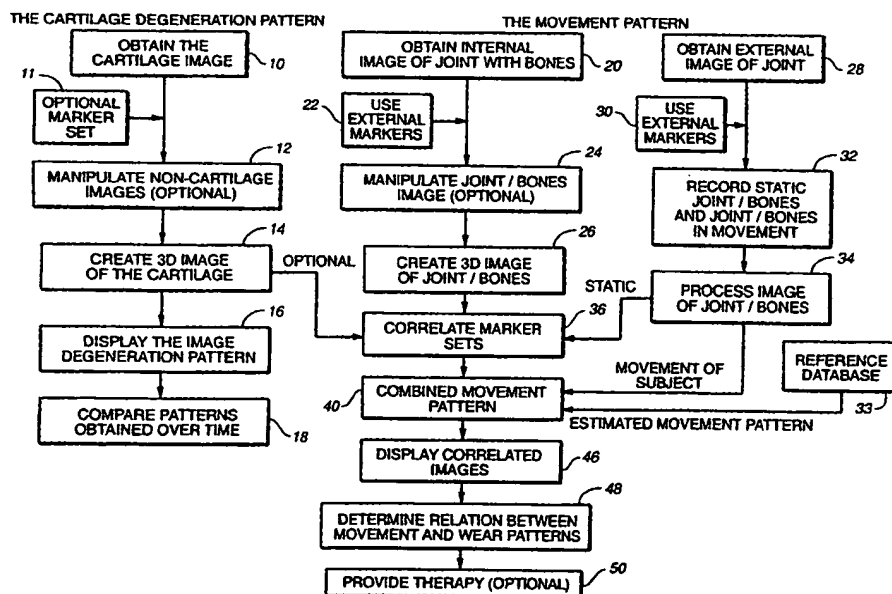 THE CARTILAGE DEGENERATION PATTERN
OBTAIN THE
CARTILAGE IMAGE
10
11
OPTIONAL
MARKER
SET
12
MANIPULATE NON-CARTILAGE
IMAGES (OPTIONAL)
14
CREATE 3D IMAGE
OF THE CARTILAGE
OPTIONAL
16
DISPLAY THE IMAGE
DEGENERATION PATTERN
COMPARE PATTERNS
OBTAINED OVER TIME
18
THE MOVEMENT PATTERN
OBTAIN INTERNAL
IMAGE OF JOINT WITH BONES
20
22
USE
EXTERNAL
MARKERS
24
MANIPULATE JOINT / BONES
IMAGE (OPTIONAL)
26
CREATE 3D IMAGE
OF JOINT / BONES
OBTAIN EXTERNAL
IMAGE OF JOINT
28
30
USE
EXTERNAL
MARKERS
32
RECORD STATIC
JOINT / BONES
AND JOINT / BONES
IN MOVEMENT
34
PROCESS IMAGE
OF JOINT / BONES
STATIC
CORRELATE MARKER
SETS
36
MOVEMENT OF
SUBJECT
REFERENCE
DATABASE
33
40
COMBINED MOVEMENT
PATTERN
ESTIMATED MOVEMENT PATTERN
DISPLAY CORRELATED
IMAGES
46
48
DETERMINE RELATION BETWEEN
MOVEMENT AND WEAR PATTERNS
PROVIDE THERAPY (OPTIONAL)
50